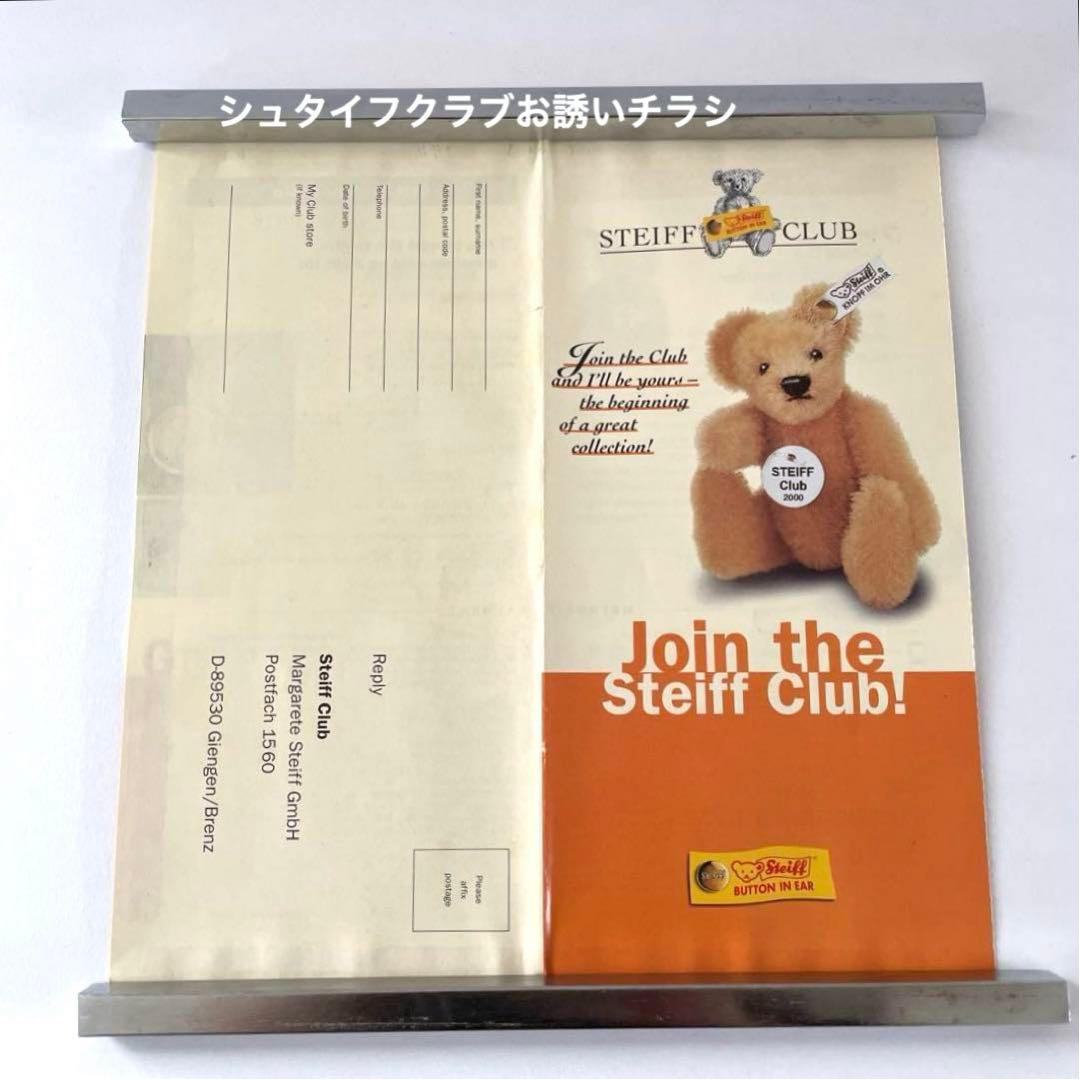 シュタイフクラブお誘いチラシ
First name, surname
Address, postal code
Telephone
Date of birth
My Club store
(if known)
Reply
Steiff Club
Margarete Steiff GmbH
Postfach 1560
D-89530 Giengen/Brenz
Please
affix
postage
STEIFF CLUB
Steiff
BUTTON IN EAR
Steiff
KNOPF IM OHR
Join the Club
and I'll be yours –
the beginning
of a great
collection!
STEIFF
Club
2000
Join the
Steiff Club!
Steiff
BUTTON IN EAR